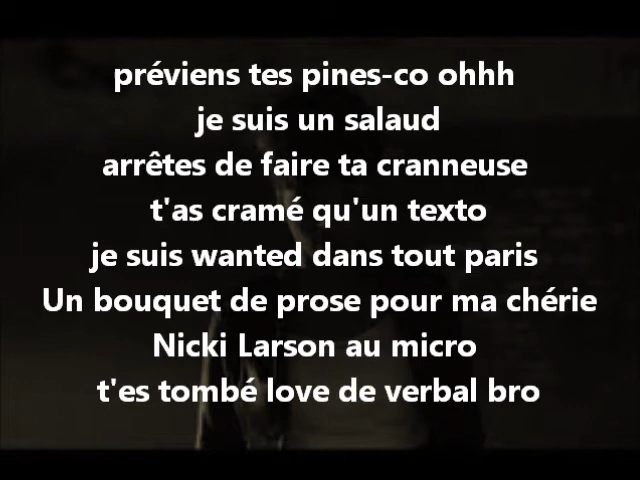 préviens tes pines-co ohhh
je suis un salaud
arrêtes de faire ta cranneuse
t'as cramé qu'un texto
je suis wanted dans tout paris
Un bouquet de prose pour ma chérie
Nicki Larson au micro
t'es tombé love de verbal bro